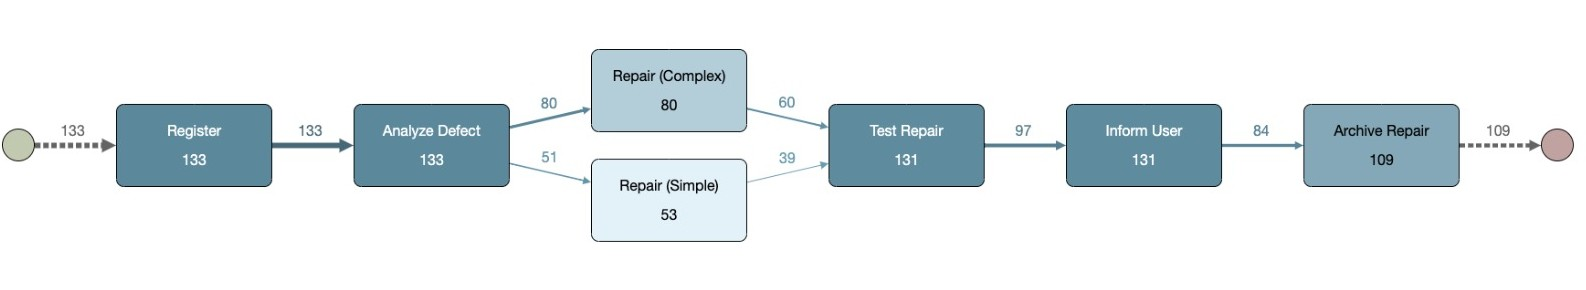 133
Register
133
133
Analyze Defect
133
80
51
Repair (Complex)
80
Repair (Simple)
53
60
39
Test Repair
131
97
Inform User
131
84
Archive Repair
109
109